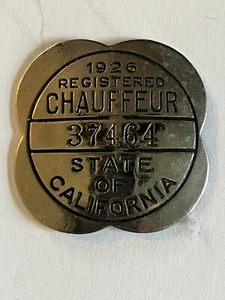 1926
REGISTERED
CHAUFFEUR
37464
STATE
OF
CALIFORNIA